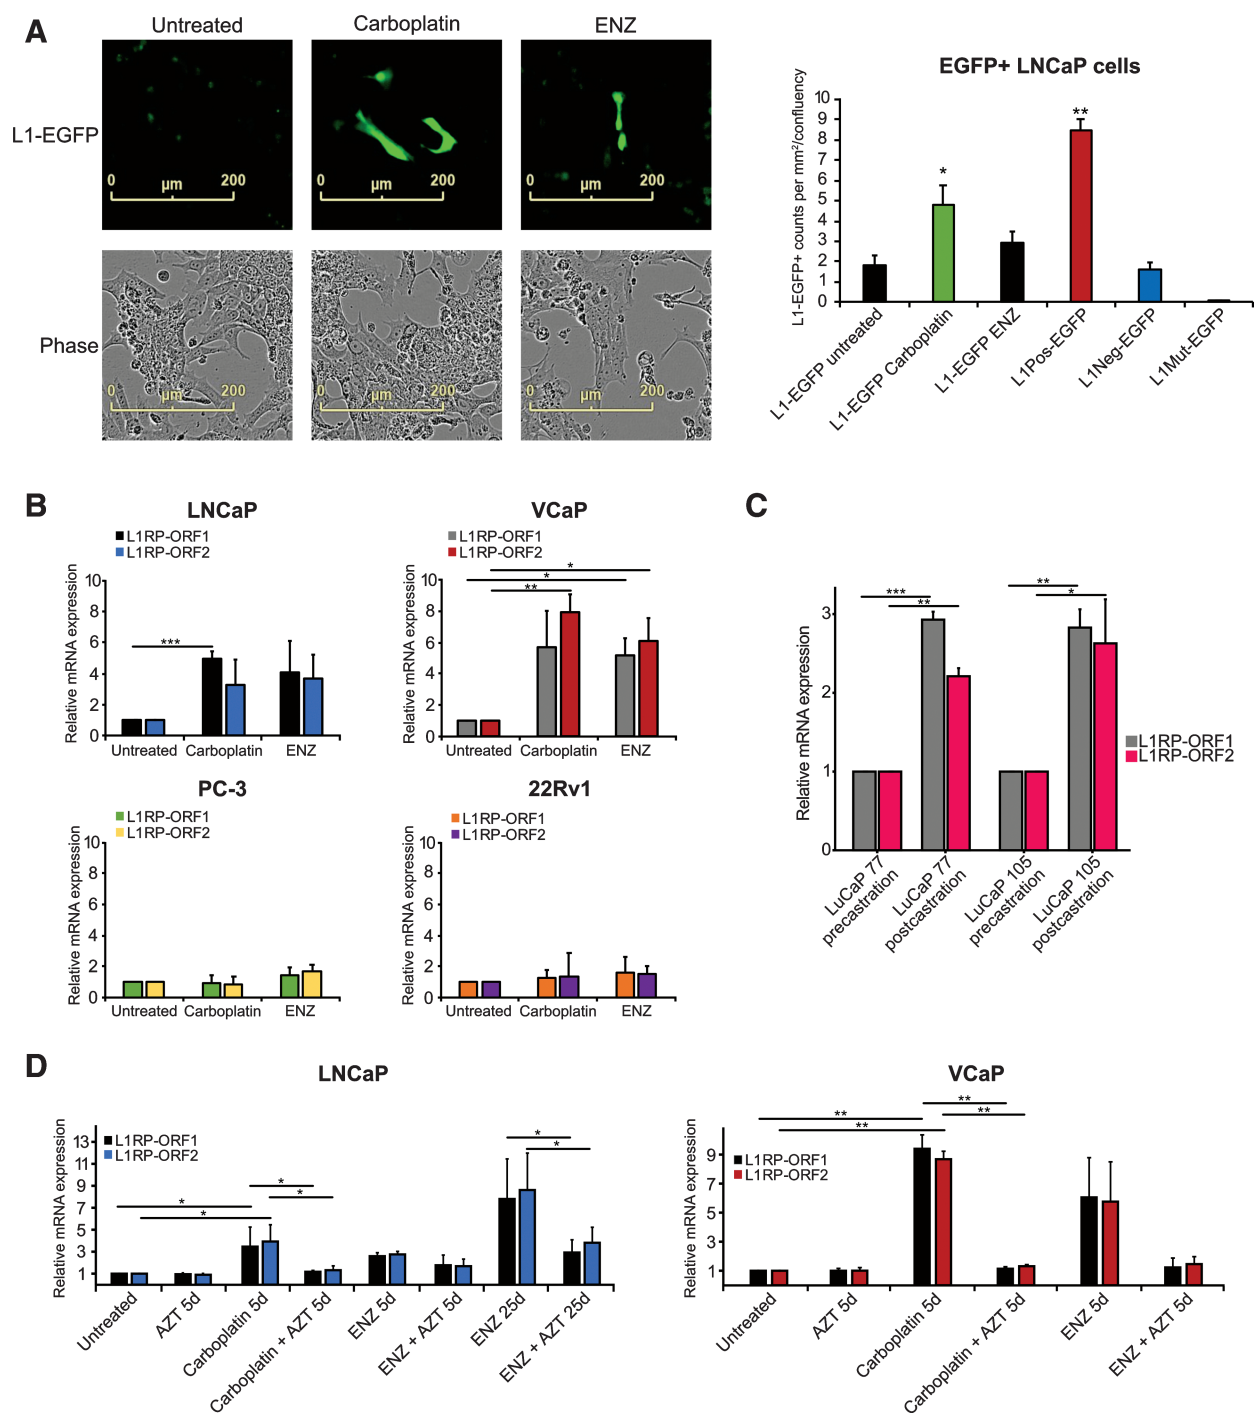 A
Untreated
Carboplatin
ENZ
L1-EGFP
0 µm 200
0 µm 200
0 µm 200
Phase
0 µm 200
0 µm 200
0 µm 200
EGFP+ LNCaP cells
L1-EGFP+ counts per mm²/confluency
10
9
8
7
6
5
4
3
2
1
0
*
**
L1-EGFP untreated
L1-EGFP Carboplatin
L1-EGFP ENZ
L1Pos-EGFP
L1Neg-EGFP
L1Mut-EGFP
B
LNCaP
L1RP-ORF1
L1RP-ORF2
Relative mRNA expression
10
8
6
4
2
0
***
Untreated Carboplatin ENZ
VCaP
L1RP-ORF1
L1RP-ORF2
Relative mRNA expression
10
8
6
4
2
0
*
*
**
Untreated Carboplatin ENZ
PC-3
L1RP-ORF1
L1RP-ORF2
Relative mRNA expression
10
8
6
4
2
0
Untreated Carboplatin ENZ
22Rv1
L1RP-ORF1
L1RP-ORF2
Relative mRNA expression
10
8
6
4
2
0
Untreated Carboplatin ENZ
C
Relative mRNA expression
3
2
1
0
***
**
**
*
L1RP-ORF1
L1RP-ORF2
LuCaP 77
precastration
LuCaP 77
postcastration
LuCaP 105
precastration
LuCaP 105
postcastration
D
LNCaP
L1RP-ORF1
L1RP-ORF2
Relative mRNA expression
13
11
9
7
5
3
1
*
*
*
*
*
*
Untreated
AZT 5d
Carboplatin 5d
Carboplatin + AZT 5d
ENZ 5d
ENZ + AZT 5d
ENZ 25d
ENZ + AZT 25d
VCaP
L1RP-ORF1
L1RP-ORF2
Relative mRNA expression
9
7
5
3
1
**
**
**
**
Untreated
AZT 5d
Carboplatin 5d
Carboplatin + AZT 5d
ENZ 5d
ENZ + AZT 5d